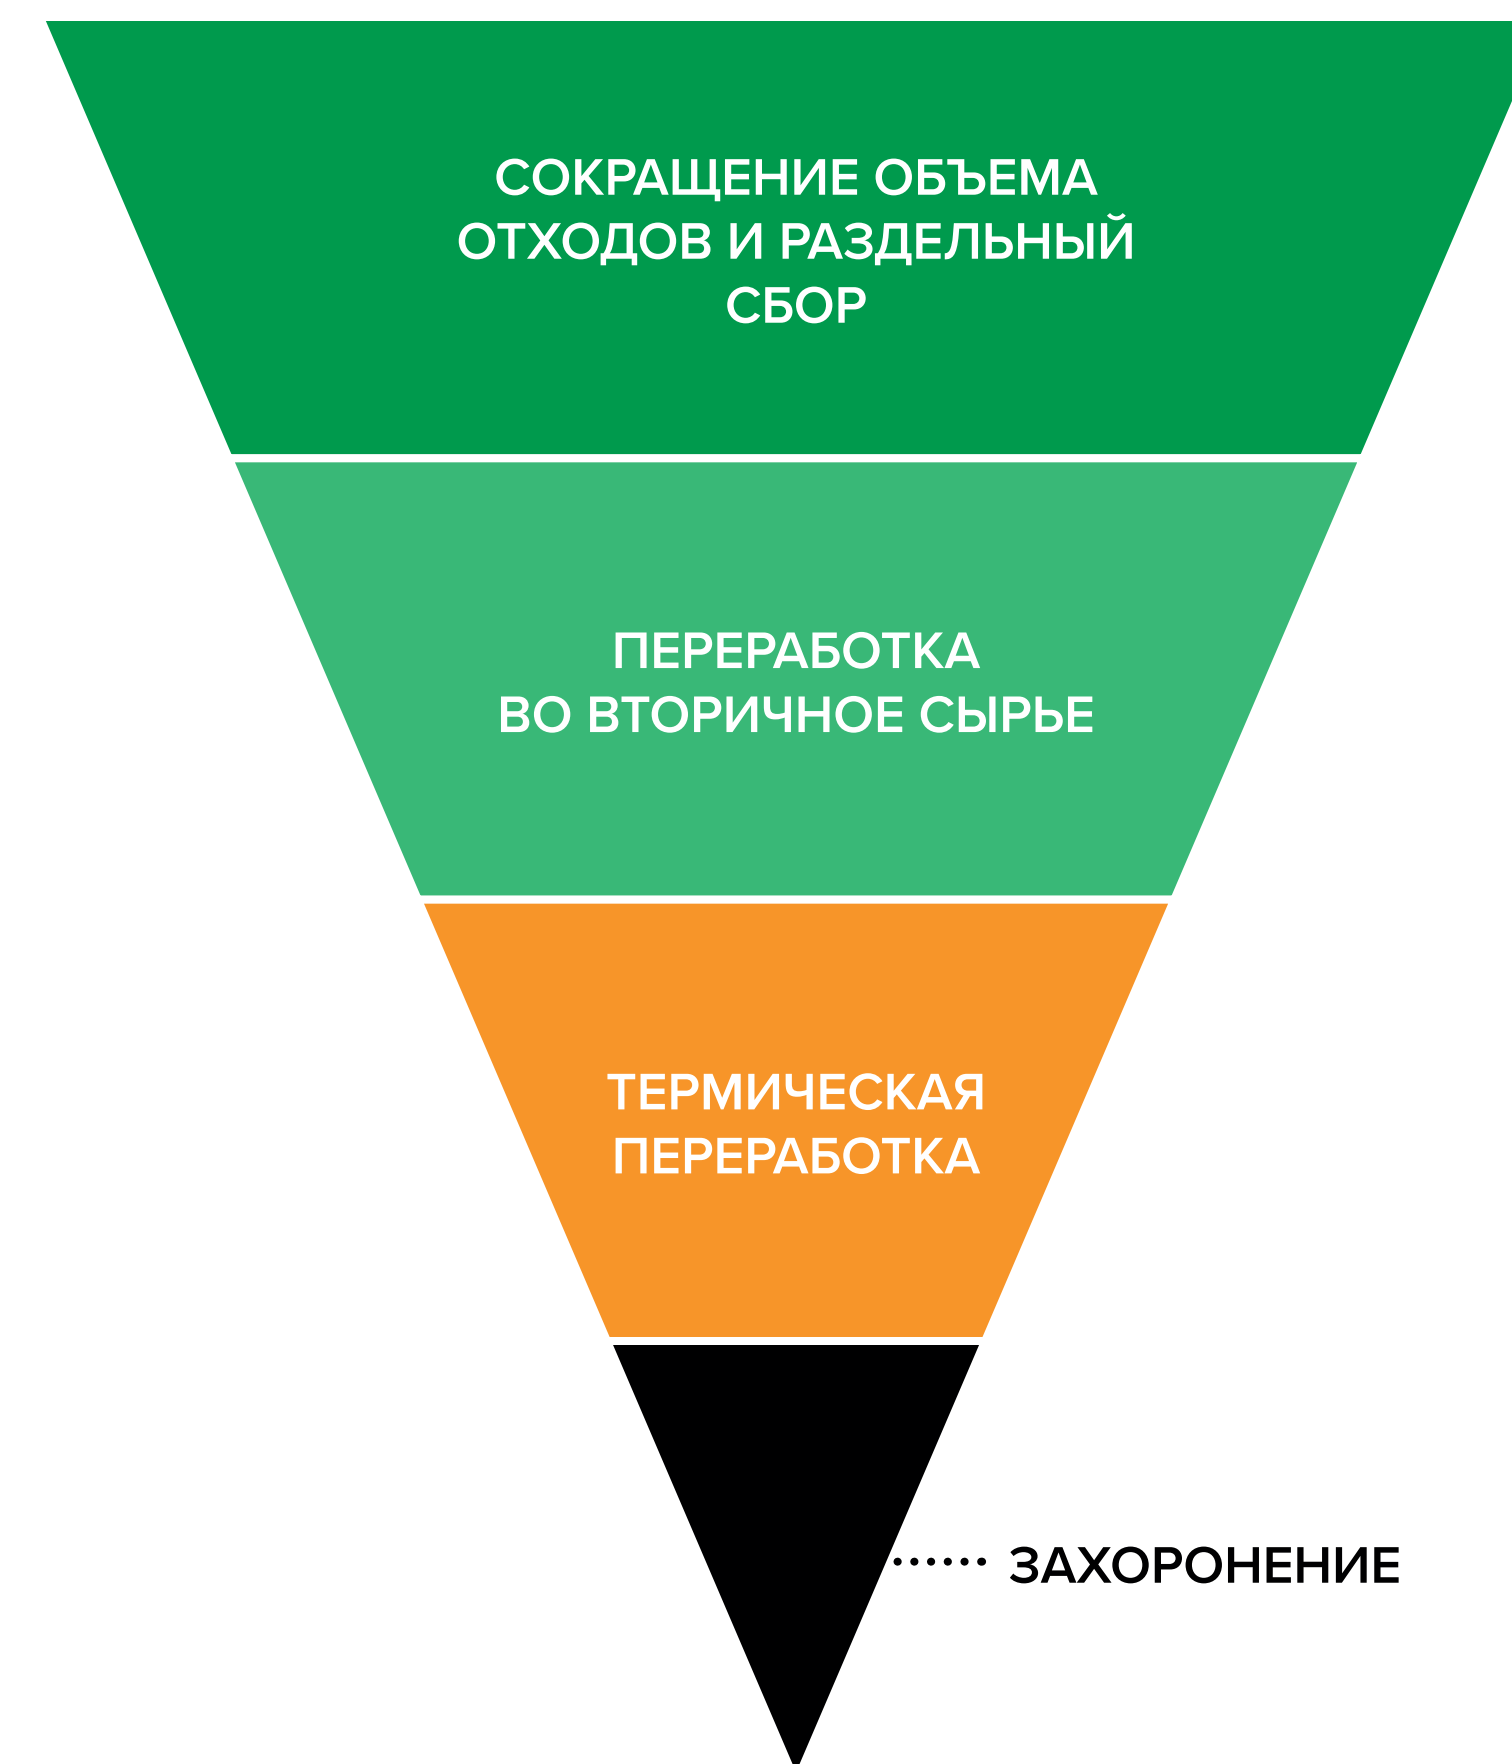 СОКРАЩЕНИЕ ОБЪЕМА
ОТХОДОВ И РАЗДЕЛЬНЫЙ
СБОР
ПЕРЕРАБОТКА
ВО ВТОРИЧНОЕ СЫРЬЕ
ТЕРМИЧЕСКАЯ
ПЕРЕРАБОТКА
ЗАХОРОНЕНИЕ